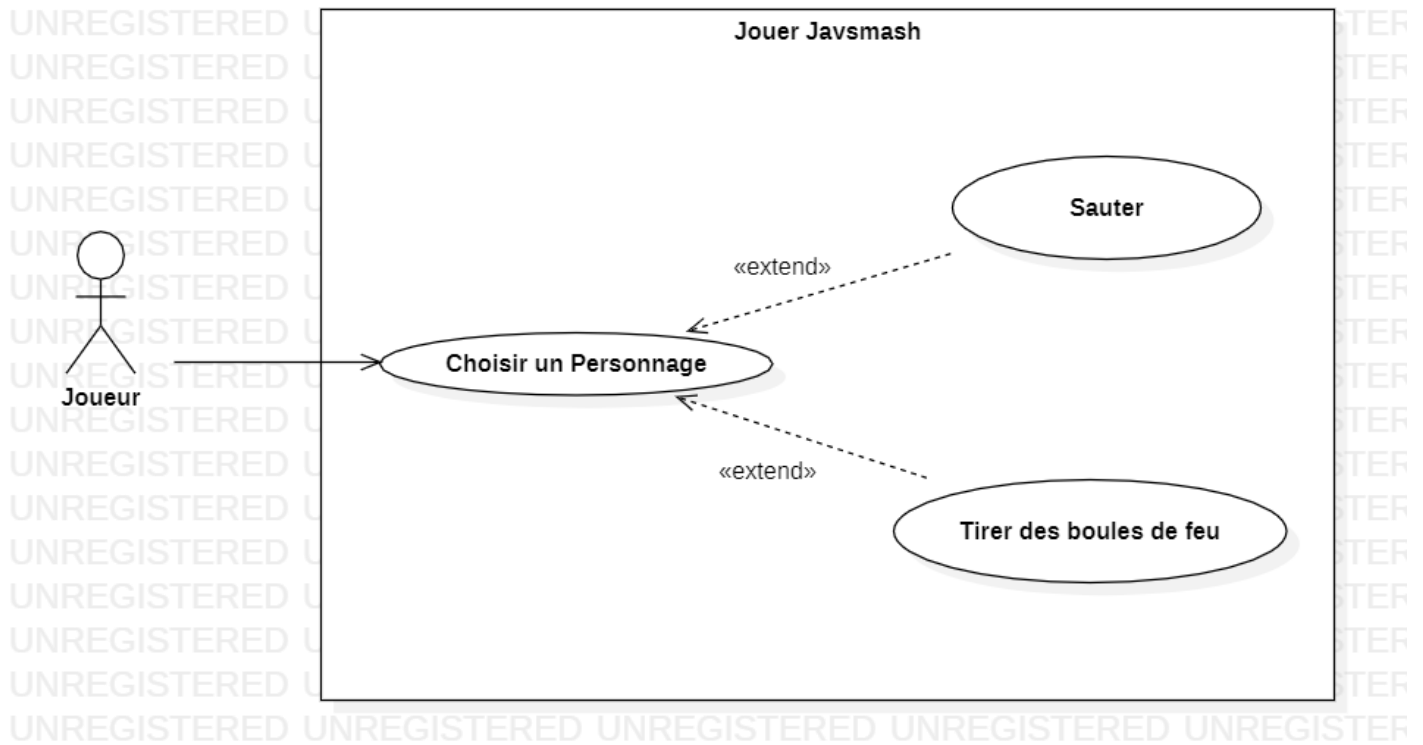 Jouer Javsmash
Sauter
«extend»
Choisir un Personnage
Joueur
«extend»
Tirer des boules de feu
UNREGISTERED UNREGISTERED UNREGISTERED UNREGISTERED UNREGISTERED